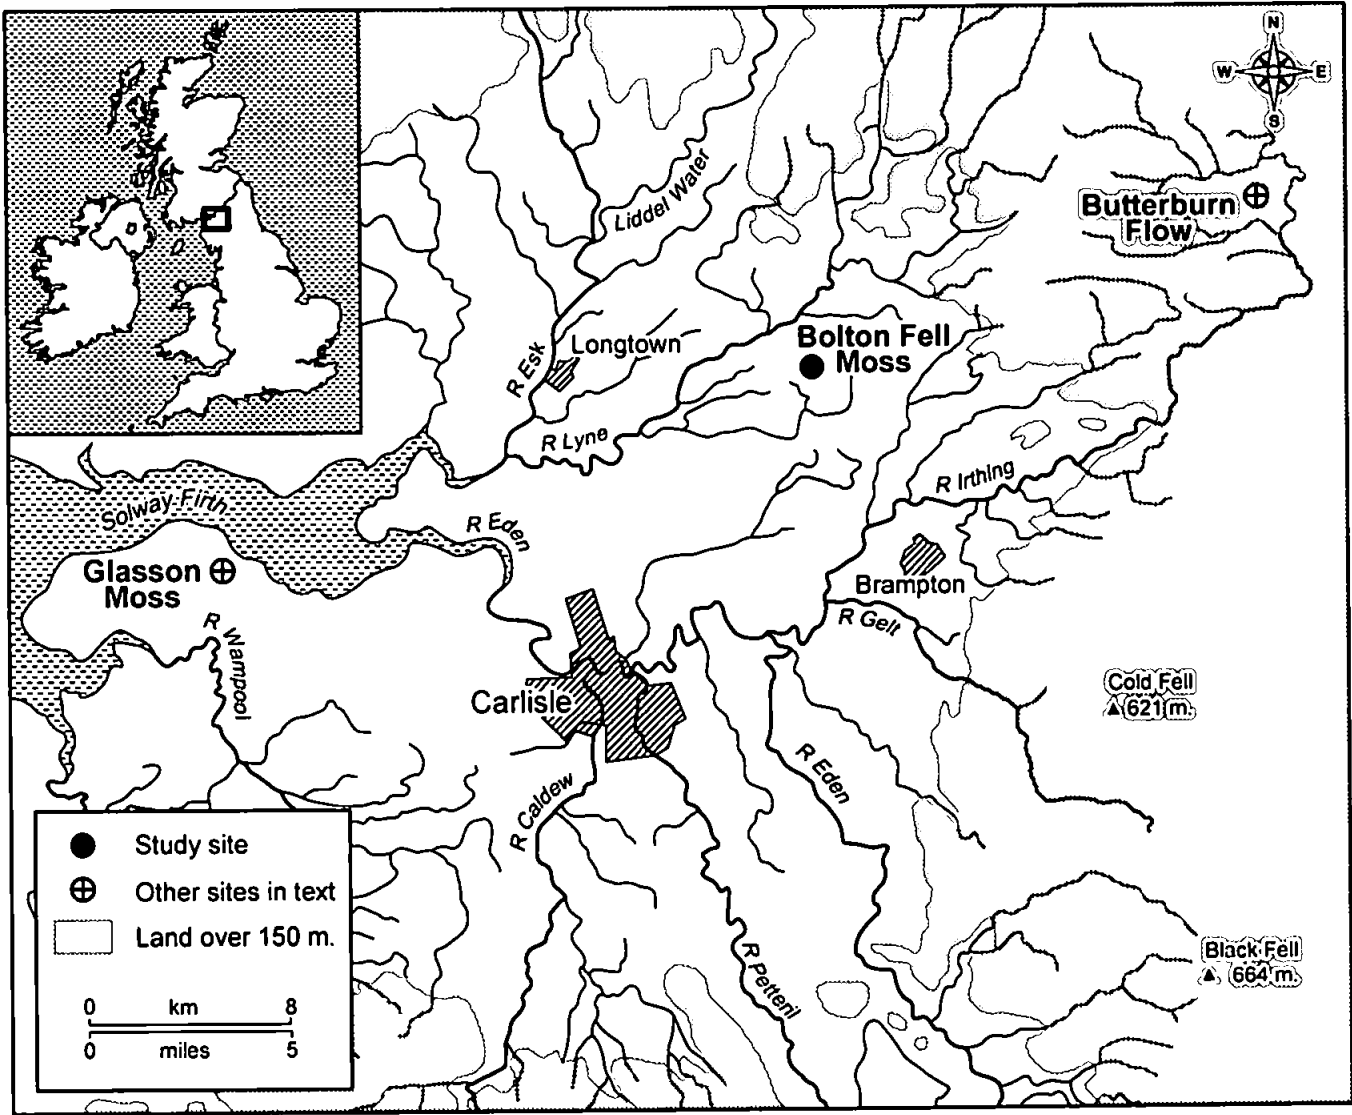 N
W E
S
Liddel Water
Butterburn
Flow
Bolton Fell
Moss
R Esk
Longtown
R Lyne
R Irthing
Solway Firth
R Eden
Glasson
Moss
Brampton
R Gelt
R Wampool
Carlisle
Cold Fell
621 m.
R Eden
R Caldew
R Petteril
Black Fell
664 m.
Study site
Other sites in text
Land over 150 m.
0 km 8
0 miles 5